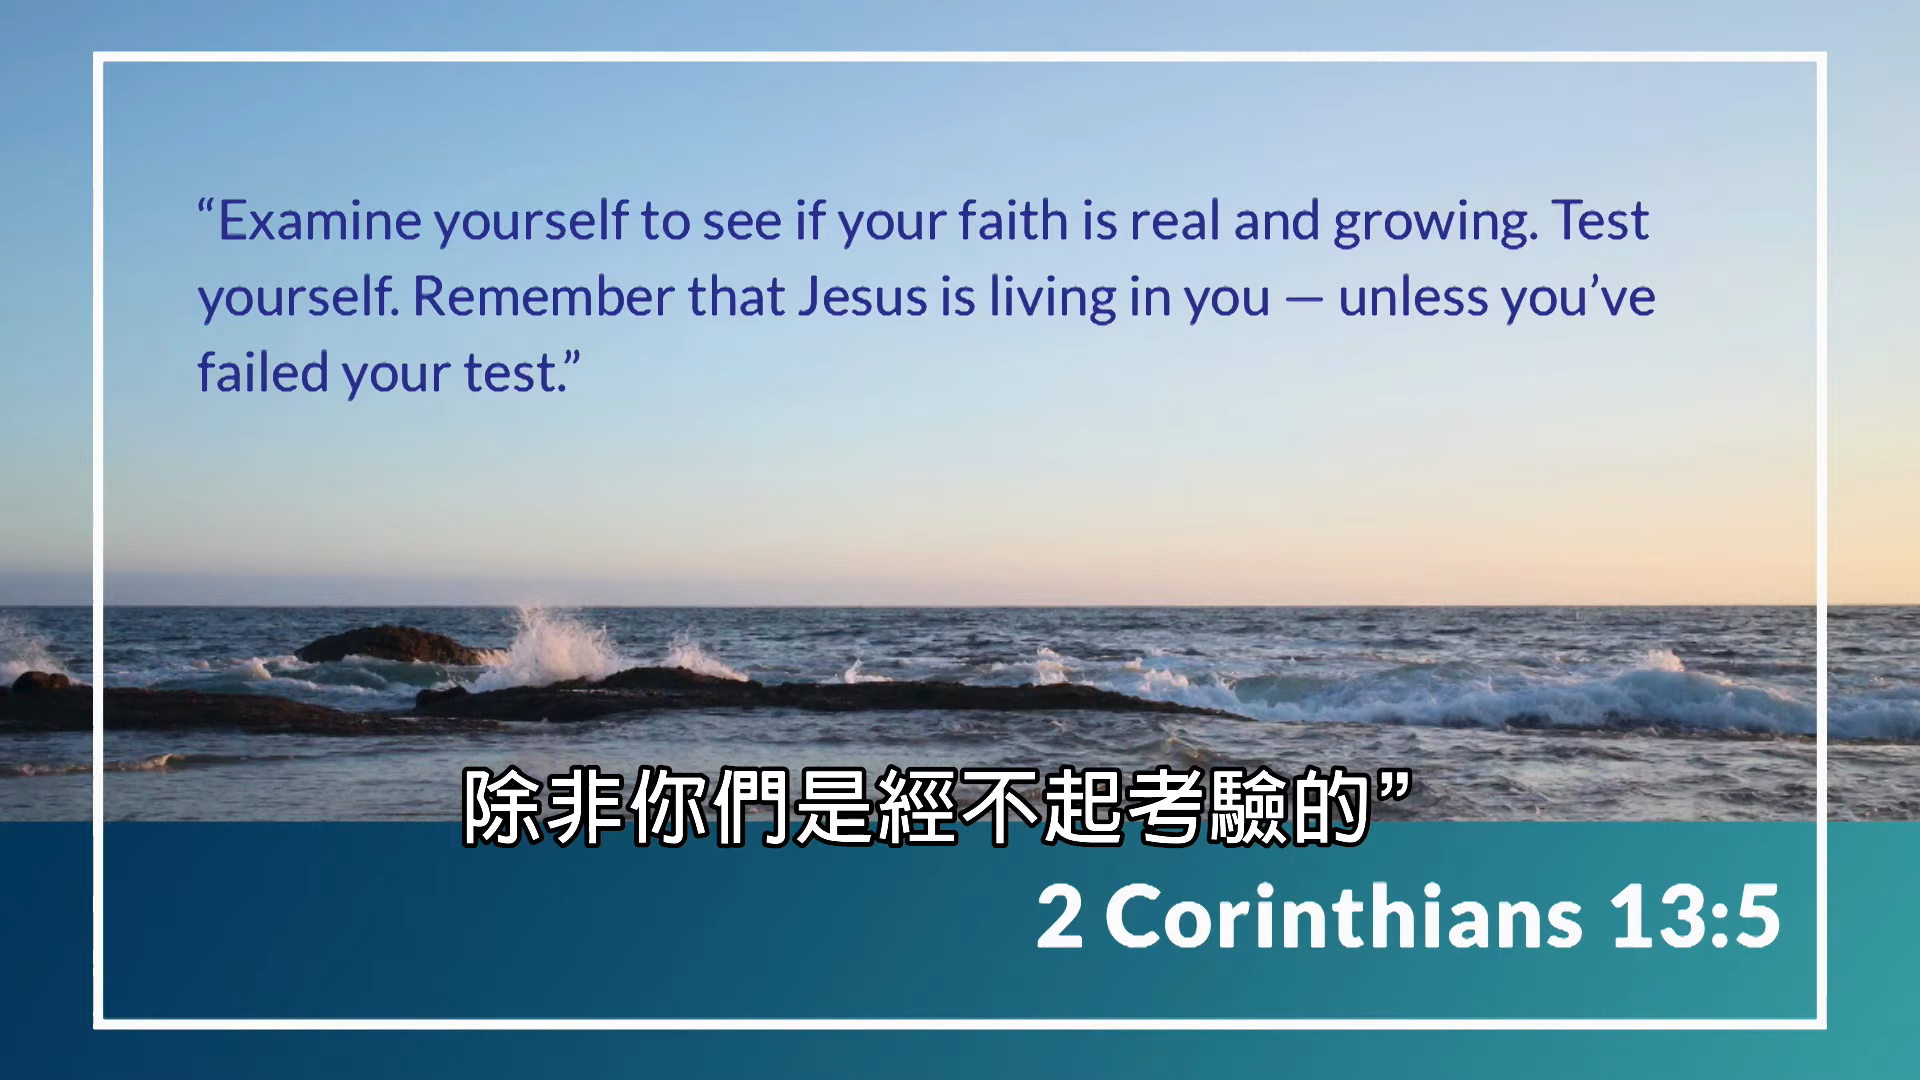 “Examine yourself to see if your faith is real and growing. Test
yourself. Remember that Jesus is living in you — unless you’ve
failed your test.”
除非你們是經不起考驗的”
2 Corinthians 13:5